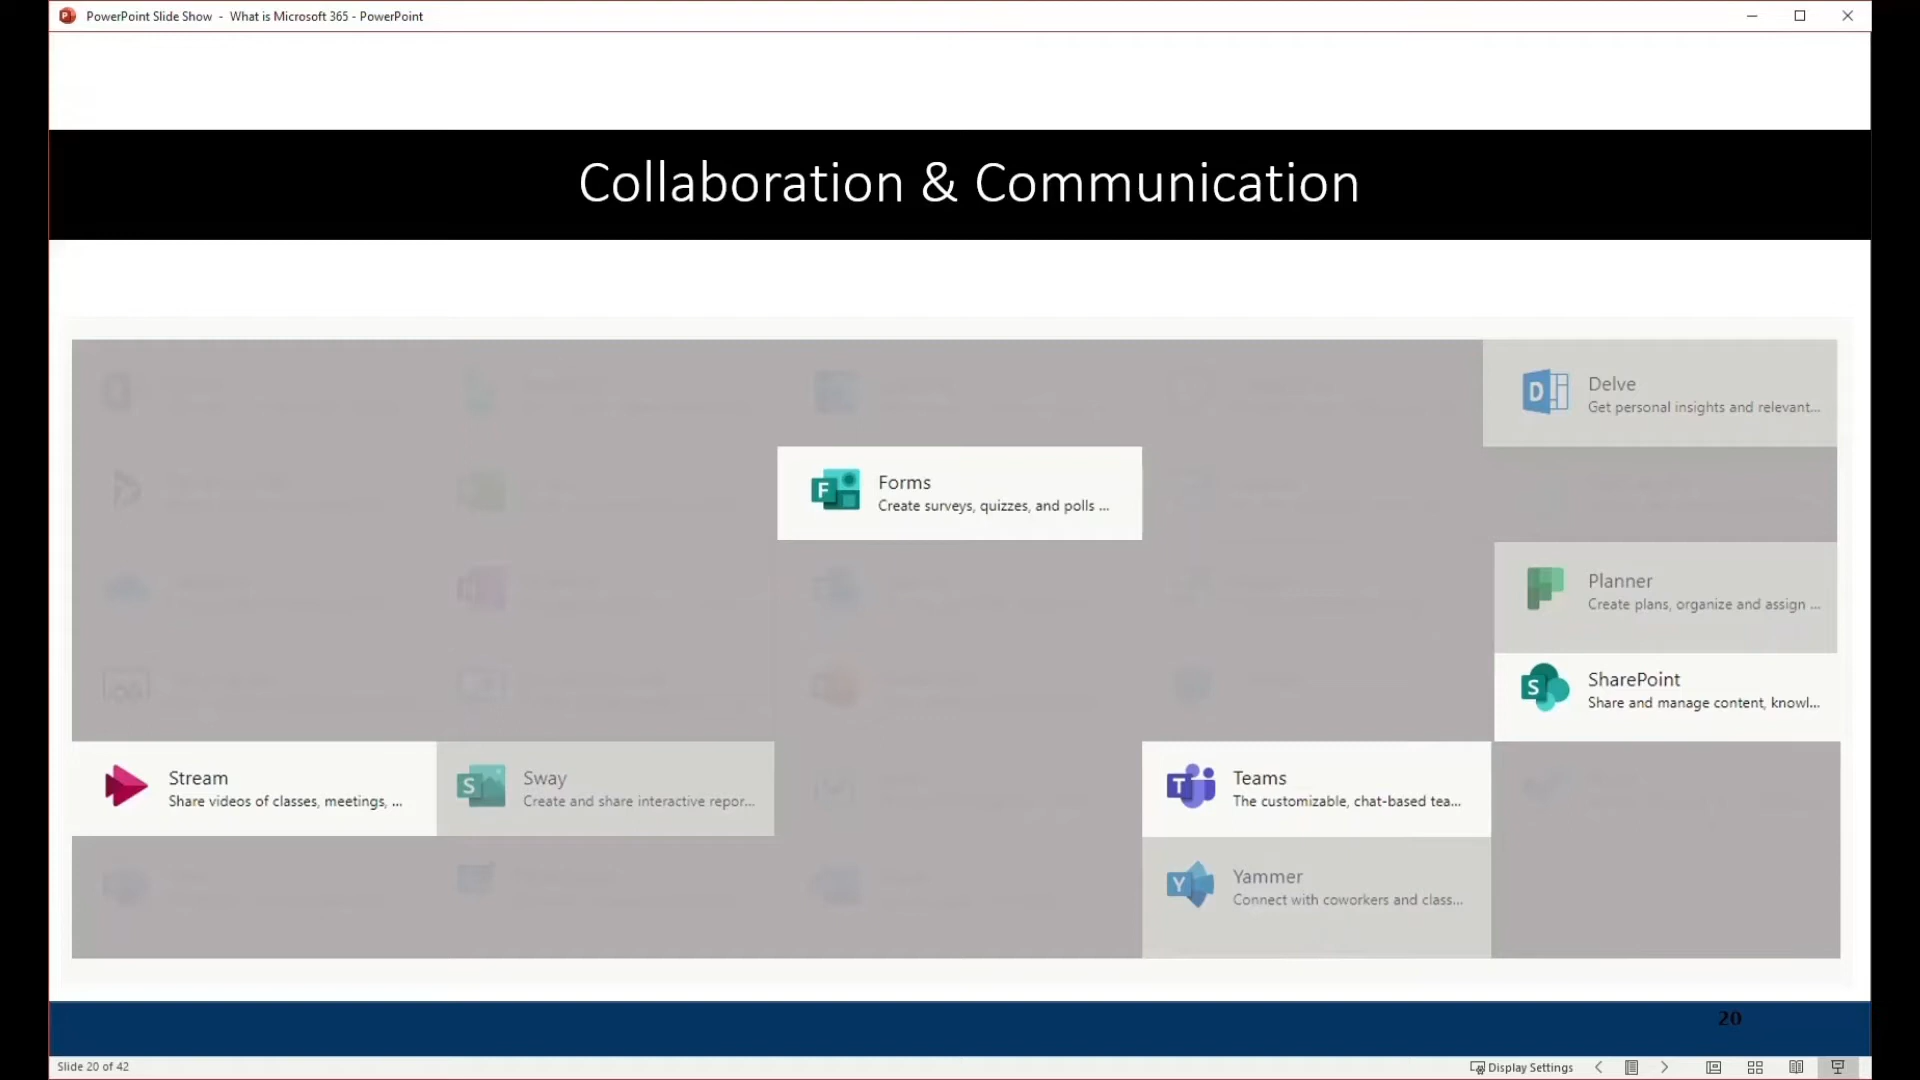 PowerPoint Slide Show - What is Microsoft 365 - PowerPoint
Collaboration & Communication
Delve
Get personal insights and relevant...
Forms
Create surveys, quizzes, and polls ...
Planner
Create plans, organize and assign ...
SharePoint
Share and manage content, knowl...
Stream
Share videos of classes, meetings, ...
Sway
Create and share interactive repor...
Teams
The customizable, chat-based tea...
Yammer
Connect with coworkers and class...
20
Slide 20 of 42
Display Settings